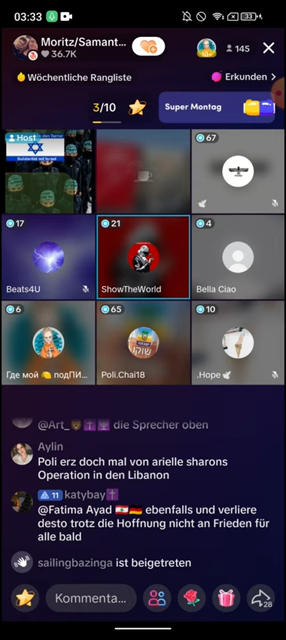 03:33
33
Moritz/Samant...
36.7K
145
Wöchentliche Rangliste
Erkunden >
3/10
Super Montag
Host
67
17
Beats4U
21
ShowTheWorld
4
Bella Ciao
6
Где мой 🍋 подПИ...
65
Poli.Chai18
10
.Hope🕊
@Art_🦁✝️🕎 die Sprecher oben
Aylin
Poli erz doch mal von arielle sharons
Operation in den Libanon
11 katybay✝️
@Fatima Ayad 🇱🇧🇩🇪 ebenfalls und verliere
desto trotz die Hoffnung nicht an Frieden für
alle bald
sailingbazinga ist beigetreten
Kommenta...
28